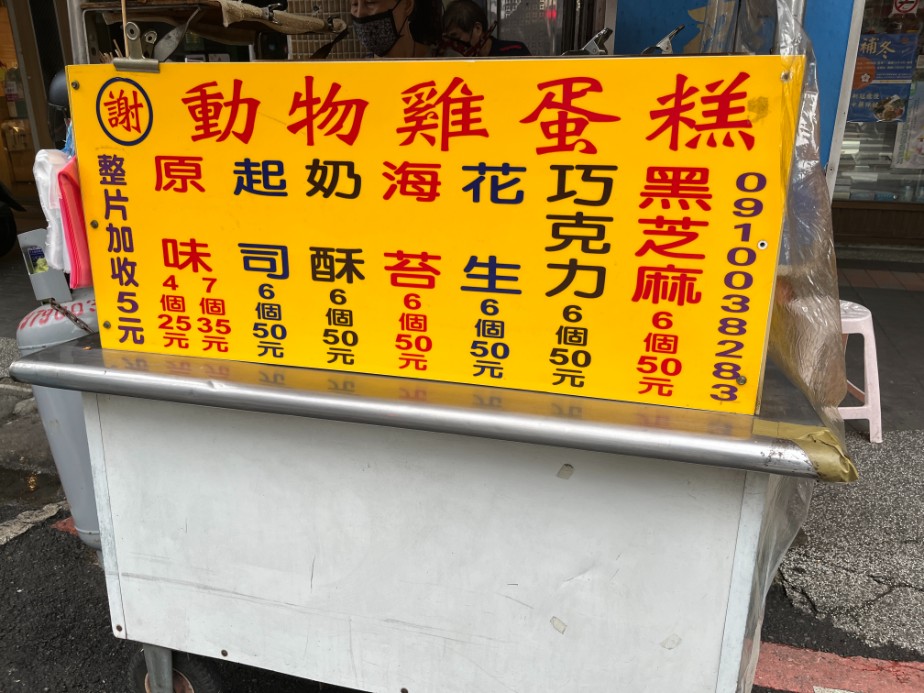 謝
動物雞蛋糕
整片加收5元
原味
4個25元
7個35元
起司
6個50元
奶酥
6個50元
海苔
6個50元
花生
6個50元
巧克力
6個50元
黑芝麻
6個50元
0910038283
補冬